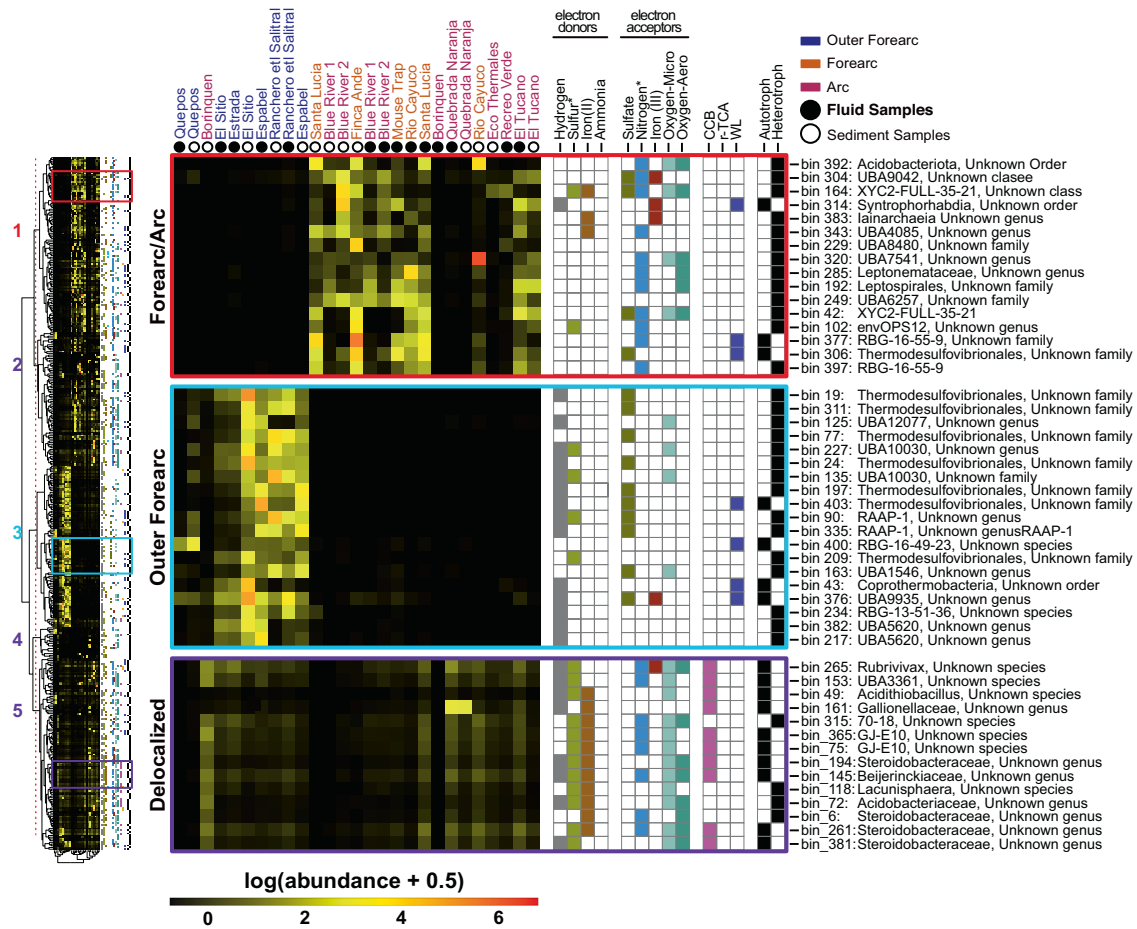 electron donors
electron acceptors
Outer Forearc
Forearc
Arc
Fluid Samples
Sediment Samples
Quepos
Quepos
Borinquen
El Sitio
Estrada
El Sitio
Espabel
Ranchero etl Salitral
Ranchero etl Salitral
Espabel
Santa Lucia
Blue River 1
Blue River 2
Finca Ande
Blue River 1
Blue River 2
Mouse Trap
Rio Cayuco
Santa Lucia
Borinquen
Quebrada Naranja
Quebrada Naranja
Rio Cayuco
Eco Thermales
Recreo Verde
El Tucano
El Tucano
Hydrogen
Sulfur*
Iron(II)
Ammonia
Sulfate
Nitrogen*
Iron (III)
Oxygen-Micro
Oxygen-Aero
CCB
r-TCA
WL
Autotroph
Heterotroph
1
2
3
4
5
Forearc/Arc
bin 392: Acidobacteriota, Unknown Order
bin 304: UBA9042, Unknown clasee
bin 164: XYC2-FULL-35-21, Unknown class
bin 314: Syntrophorhabdia, Unknown order
bin 383: Iainarchaeia Unknown genus
bin 343: UBA4085, Unknown genus
bin 229: UBA8480, Unknown family
bin 320: UBA7541, Unknown genus
bin 285: Leptonemataceae, Unknown genus
bin 192: Leptospirales, Unknown genus
bin 249: UBA6257, Unknown family
bin 42: XYC2-FULL-35-21
bin 102: envOPS12, Unknown genus
bin 377: RBG-16-55-9, Unknown family
bin 306: Thermodesulfovibrionales, Unknown family
bin 397: RBG-16-55-9
Outer Forearc
bin 19: Thermodesulfovibrionales, Unknown family
bin 311: Thermodesulfovibrionales, Unknown family
bin 125: UBA12077, Unknown genus
bin 77: Thermodesulfovibrionales, Unknown family
bin 227: UBA10030, Unknown genus
bin 24: Thermodesulfovibrionales, Unknown family
bin 135: UBA10030, Unknown family
bin 197: Thermodesulfovibrionales, Unknown family
bin 403: Thermodesulfovibrionales, Unknown family
bin 90: RAAP-1, Unknown genus
bin 335: RAAP-1, Unknown genusRAAP-1
bin 400: RBG-16-49-23, Unknown species
bin 209: Thermodesulfovibrionales, Unknown family
bin 163: UBA1546, Unknown genus
bin 43: Coprothermobacteria, Unknown order
bin 376: UBA9935, Unknown genus
bin 234: RBG-13-51-36, Unknown species
bin 382: UBA5620, Unknown genus
bin 217: UBA5620, Unknown genus
Delocalized
bin 265: Rubrivivax, Unknown species
bin 153: UBA3361, Unknown species
bin 49: Acidithiobacillus, Unknown species
bin 161: Gallionellaceae, Unknown genus
bin 315: 70-18, Unknown species
bin_365: GJ-E10, Unknown species
bin_75: GJ-E10, Unknown species
bin_194:Steroidobacteraceae, Unknown genus
bin_145:Beijerinckiaceae, Unknown genus
bin_118: Lacunisphaera, Unknown species
bin_72: Acidobacteriaceae, Unknown genus
bin_6: Steroidobacteraceae, Unknown genus
bin_261:Steroidobacteraceae, Unknown genus
bin_381:Steroidobacteraceae, Unknown genus
log(abundance + 0.5)
0 2 4 6